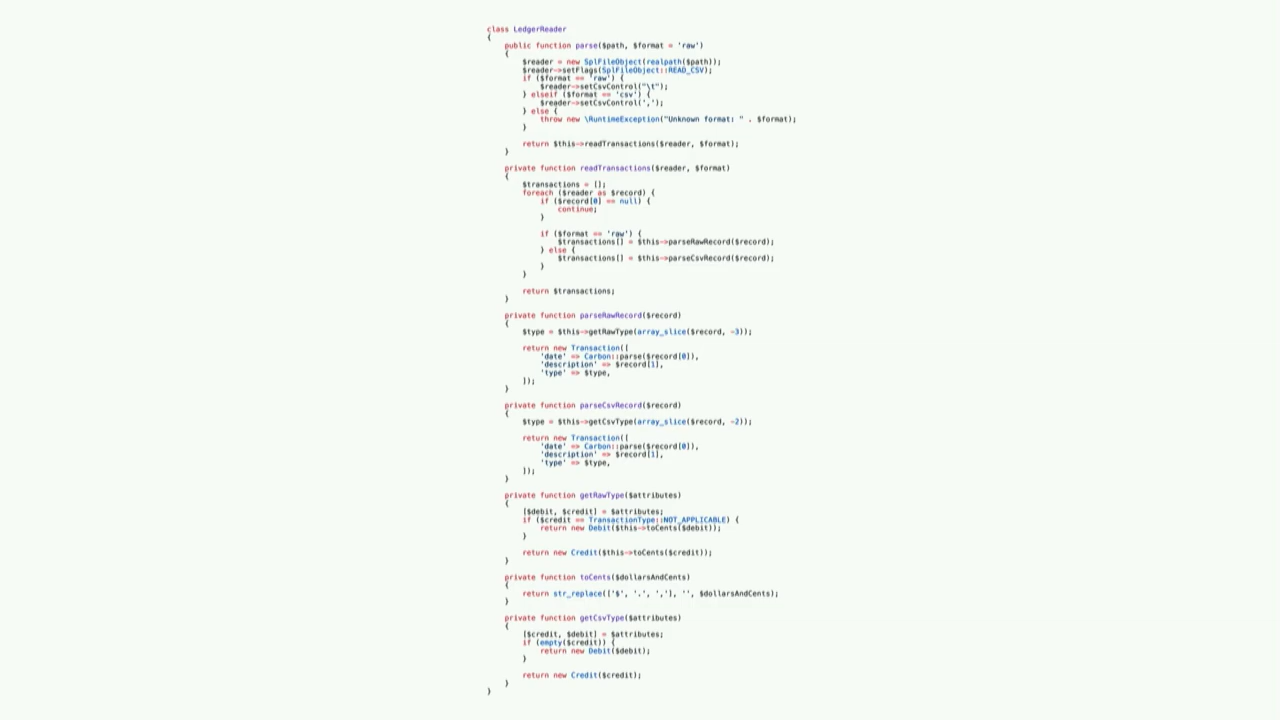 class LedgerReader
{
    public function parse($path, $format = 'raw')
    {
        $reader = new SplFileObject(realpath($path));
        $reader->setFlags(SplFileObject::READ_CSV);
        if ($format == 'raw') {
            $reader->setCsvControl("\t");
        } elseif ($format == 'csv') {
            $reader->setCsvControl(',');
        } else {
            throw new \RuntimeException("Unknown format: " . $format);
        }

        return $this->readTransactions($reader, $format);
    }

    private function readTransactions($reader, $format)
    {
        $transactions = [];
        foreach ($reader as $record) {
            if ($record[0] == null) {
                continue;
            }

            if ($format == 'raw') {
                $transactions[] = $this->parseRawRecord($record);
            } else {
                $transactions[] = $this->parseCsvRecord($record);
            }
        }

        return $transactions;
    }

    private function parseRawRecord($record)
    {
        $type = $this->getRawType(array_slice($record, -3));

        return new Transaction([
            'date' => Carbon::parse($record[0]),
            'description' => $record[1],
            'type' => $type,
        ]);
    }

    private function parseCsvRecord($record)
    {
        $type = $this->getCsvType(array_slice($record, -2));

        return new Transaction([
            'date' => Carbon::parse($record[0]),
            'description' => $record[1],
            'type' => $type,
        ]);
    }

    private function getRawType($attributes)
    {
        [$debit, $credit] = $attributes;
        if ($credit == TransactionType::NOT_APPLICABLE) {
            return new Debit($this->toCents($debit));
        }

        return new Credit($this->toCents($credit));
    }

    private function toCents($dollarsAndCents)
    {
        return str_replace(['$', '.', ','], '', $dollarsAndCents);
    }

    private function getCsvType($attributes)
    {
        [$credit, $debit] = $attributes;
        if (empty($credit)) {
            return new Debit($debit);
        }

        return new Credit($credit);
    }
}